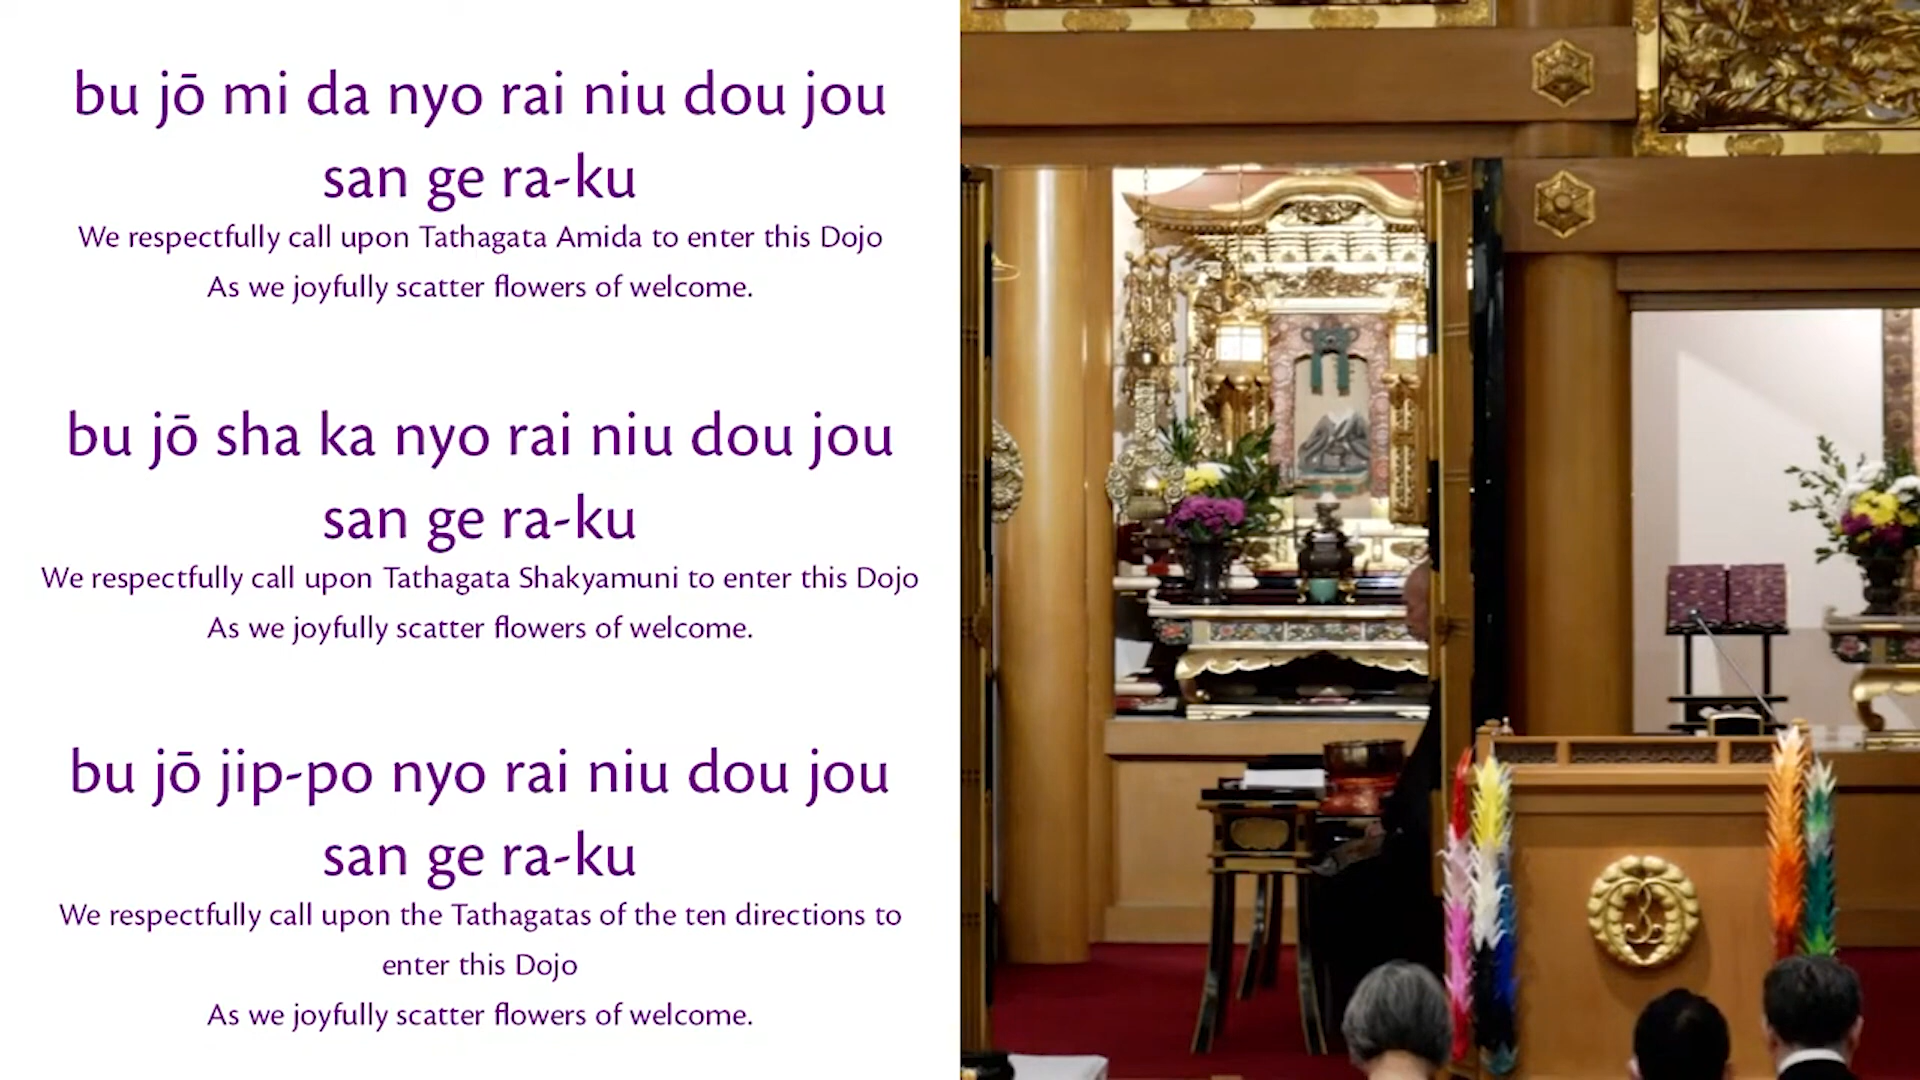 bu jō mi da nyo rai niu dou jou
san ge ra-ku
We respectfully call upon Tathagata Amida to enter this Dojo
As we joyfully scatter flowers of welcome.
bu jō sha ka nyo rai niu dou jou
san ge ra-ku
We respectfully call upon Tathagata Shakyamuni to enter this Dojo
As we joyfully scatter flowers of welcome.
bu jō jip-po nyo rai niu dou jou
san ge ra-ku
We respectfully call upon the Tathagatas of the ten directions to
enter this Dojo
As we joyfully scatter flowers of welcome.